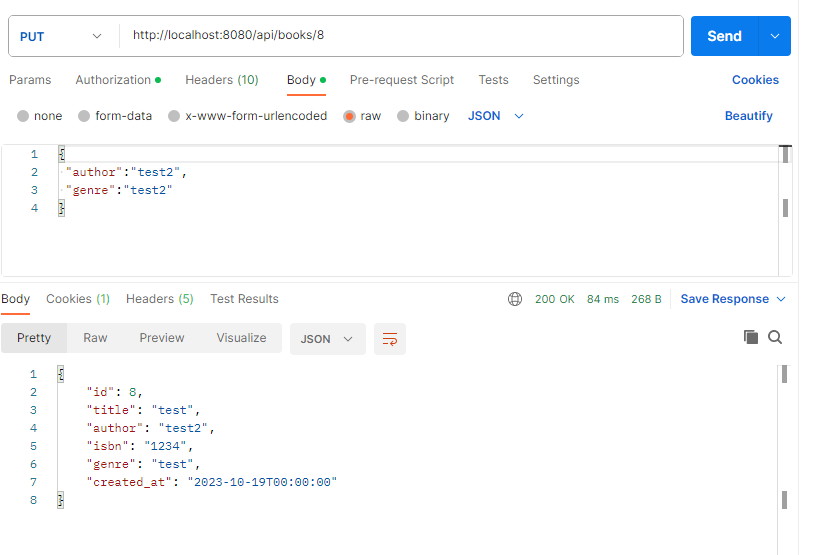 PUT http://localhost:8080/api/books/8 Send
Params Authorization Headers (10) Body Pre-request Script Tests Settings Cookies
none form-data x-www-form-urlencoded raw binary JSON Beautify
1 {
2 "author":"test2",
3 "genre":"test2"
4 }
Body Cookies (1) Headers (5) Test Results 200 OK 84 ms 268 B Save Response
Pretty Raw Preview Visualize JSON
1 {
2 "id": 8,
3 "title": "test",
4 "author": "test2",
5 "isbn": "1234",
6 "genre": "test",
7 "created_at": "2023-10-19T00:00:00"
8 }